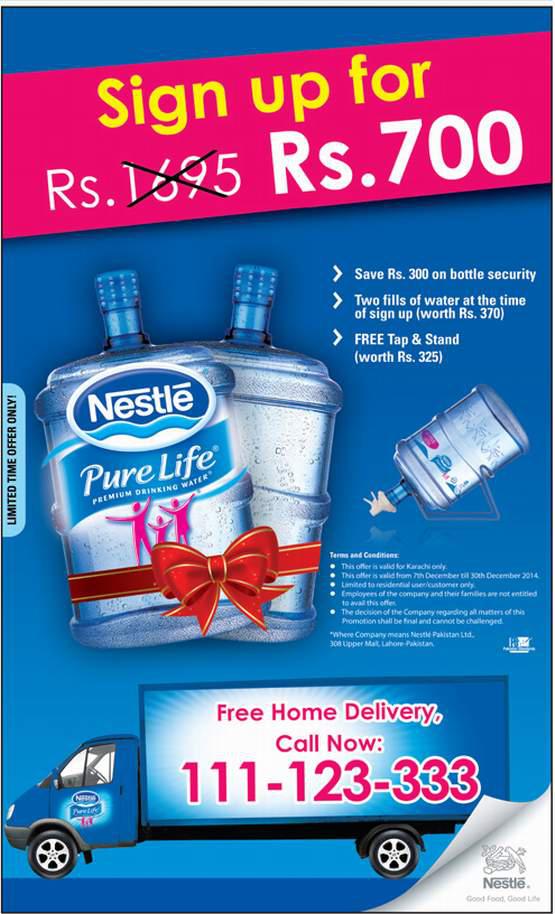 Sign up for
Rs.1695 Rs.700
Save Rs. 300 on bottle security
Two fills of water at the time
of sign up (worth Rs. 370)
FREE Tap & Stand
(worth Rs. 325)
LIMITED TIME OFFER ONLY!
Nestlé
Pure Life®
PREMIUM DRINKING WATER
Terms and Conditions:
• This offer is valid for Karachi only.
• This offer is valid from 7th December till 30th December 2014.
• Limited to residential user/customer only.
• Employees of the company and their families are not entitled
to avail this offer.
• The decision of the Company regarding all matters of this
Promotion shall be final and cannot be challenged.
*Where Company means Nestlé Pakistan Ltd.,
308 Upper Mall, Lahore-Pakistan.
Free Home Delivery,
Call Now:
111-123-333
Nestlé
Pure Life
Nestlé®
Good Food, Good Life